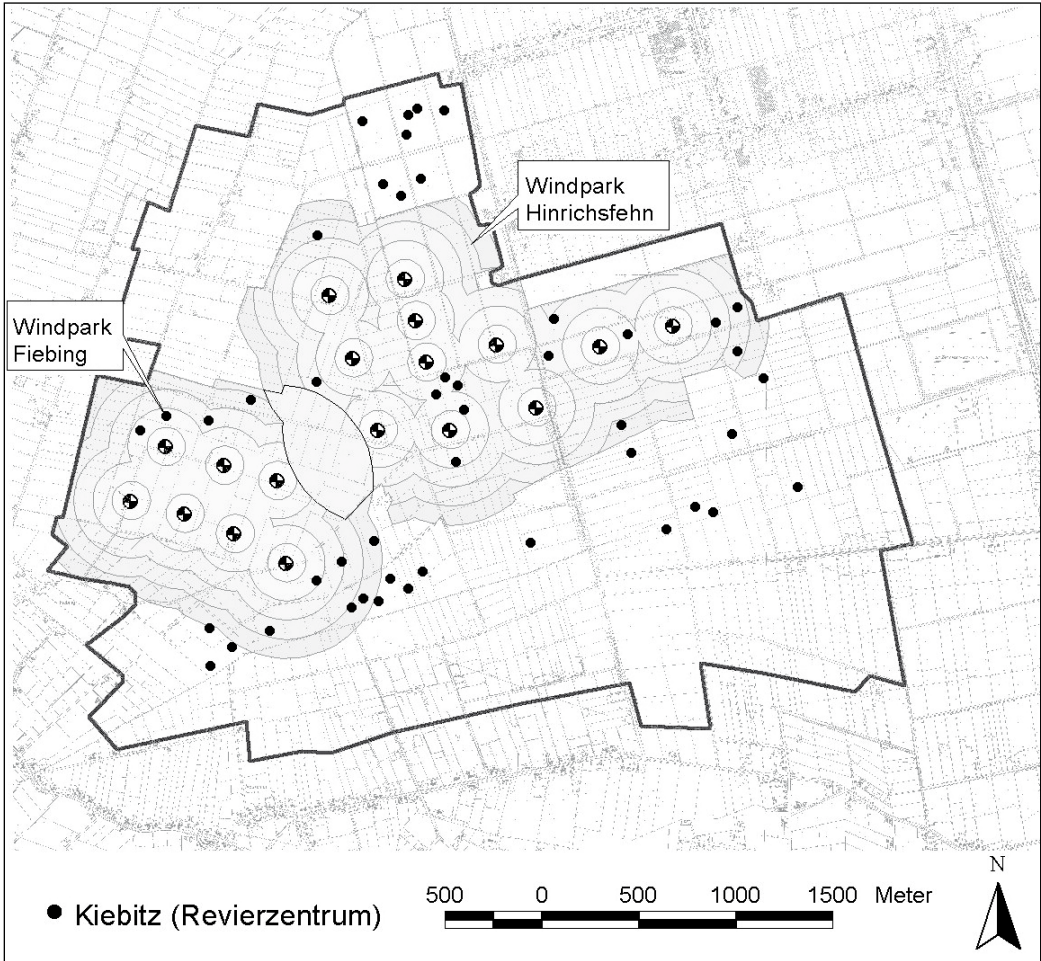 Windpark
Hinrichsfehn
Windpark
Fiebing
N
500 0 500 1000 1500 Meter
Kiebitz (Revierzentrum)